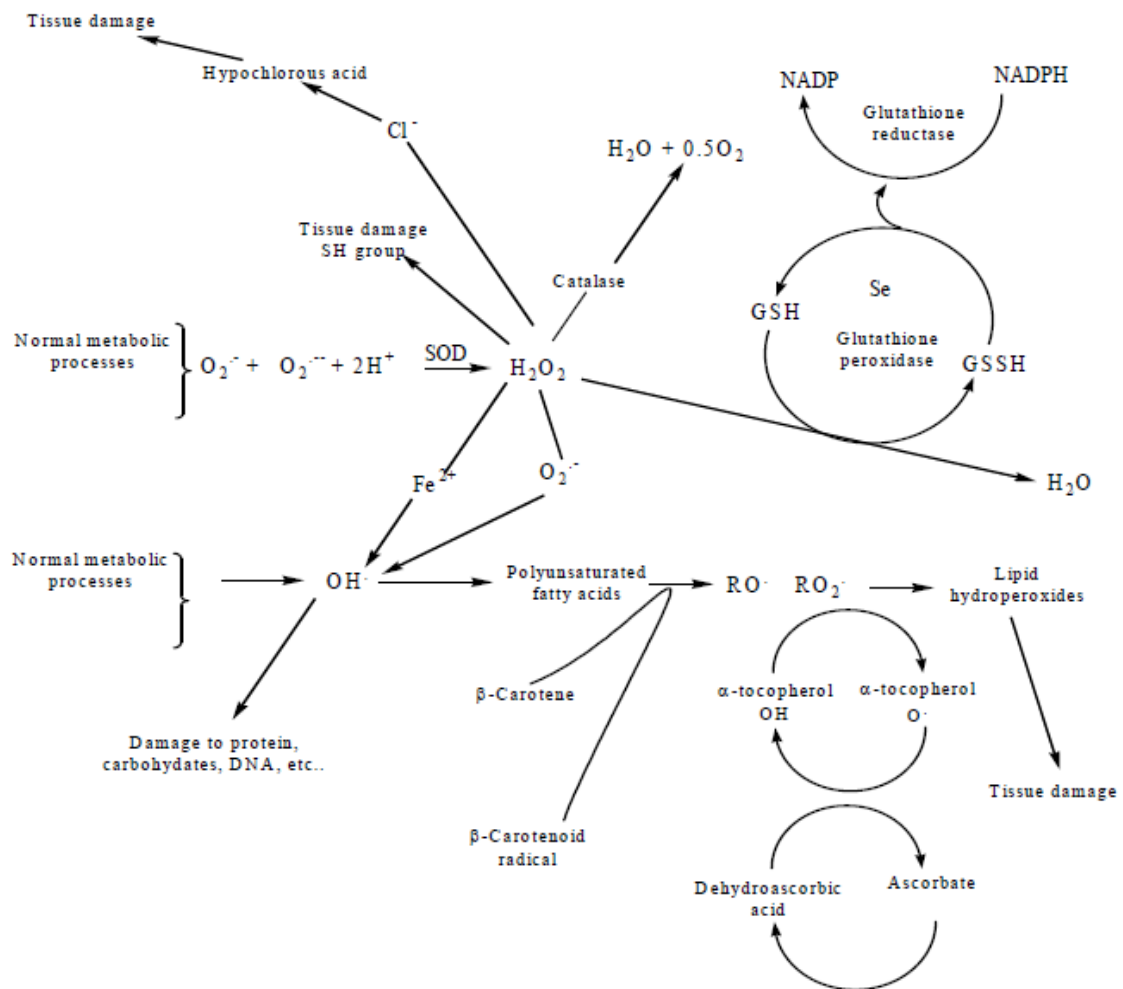 Tissue damage
Hypochlorous acid
Cl⁻
NADP
NADPH
Glutathione
reductase
H₂O + 0.5O₂
Tissue damage
SH group
Catalase
Se
GSH
Glutathione
peroxidase
GSSH
Normal metabolic
processes
O₂·⁻ + O₂·⁻⁻ + 2H⁺
SOD
H₂O₂
Fe²⁺
O₂·⁻
H₂O
Normal metabolic
processes
OH·
Polyunsaturated
fatty acids
RO·
RO₂·
Lipid
hydroperoxides
β-Carotene
α-tocopherol
OH
α-tocopherol
O·
Damage to protein,
carbohydates, DNA, etc..
Tissue damage
β-Carotenoid
radical
Dehydroascorbic
acid
Ascorbate